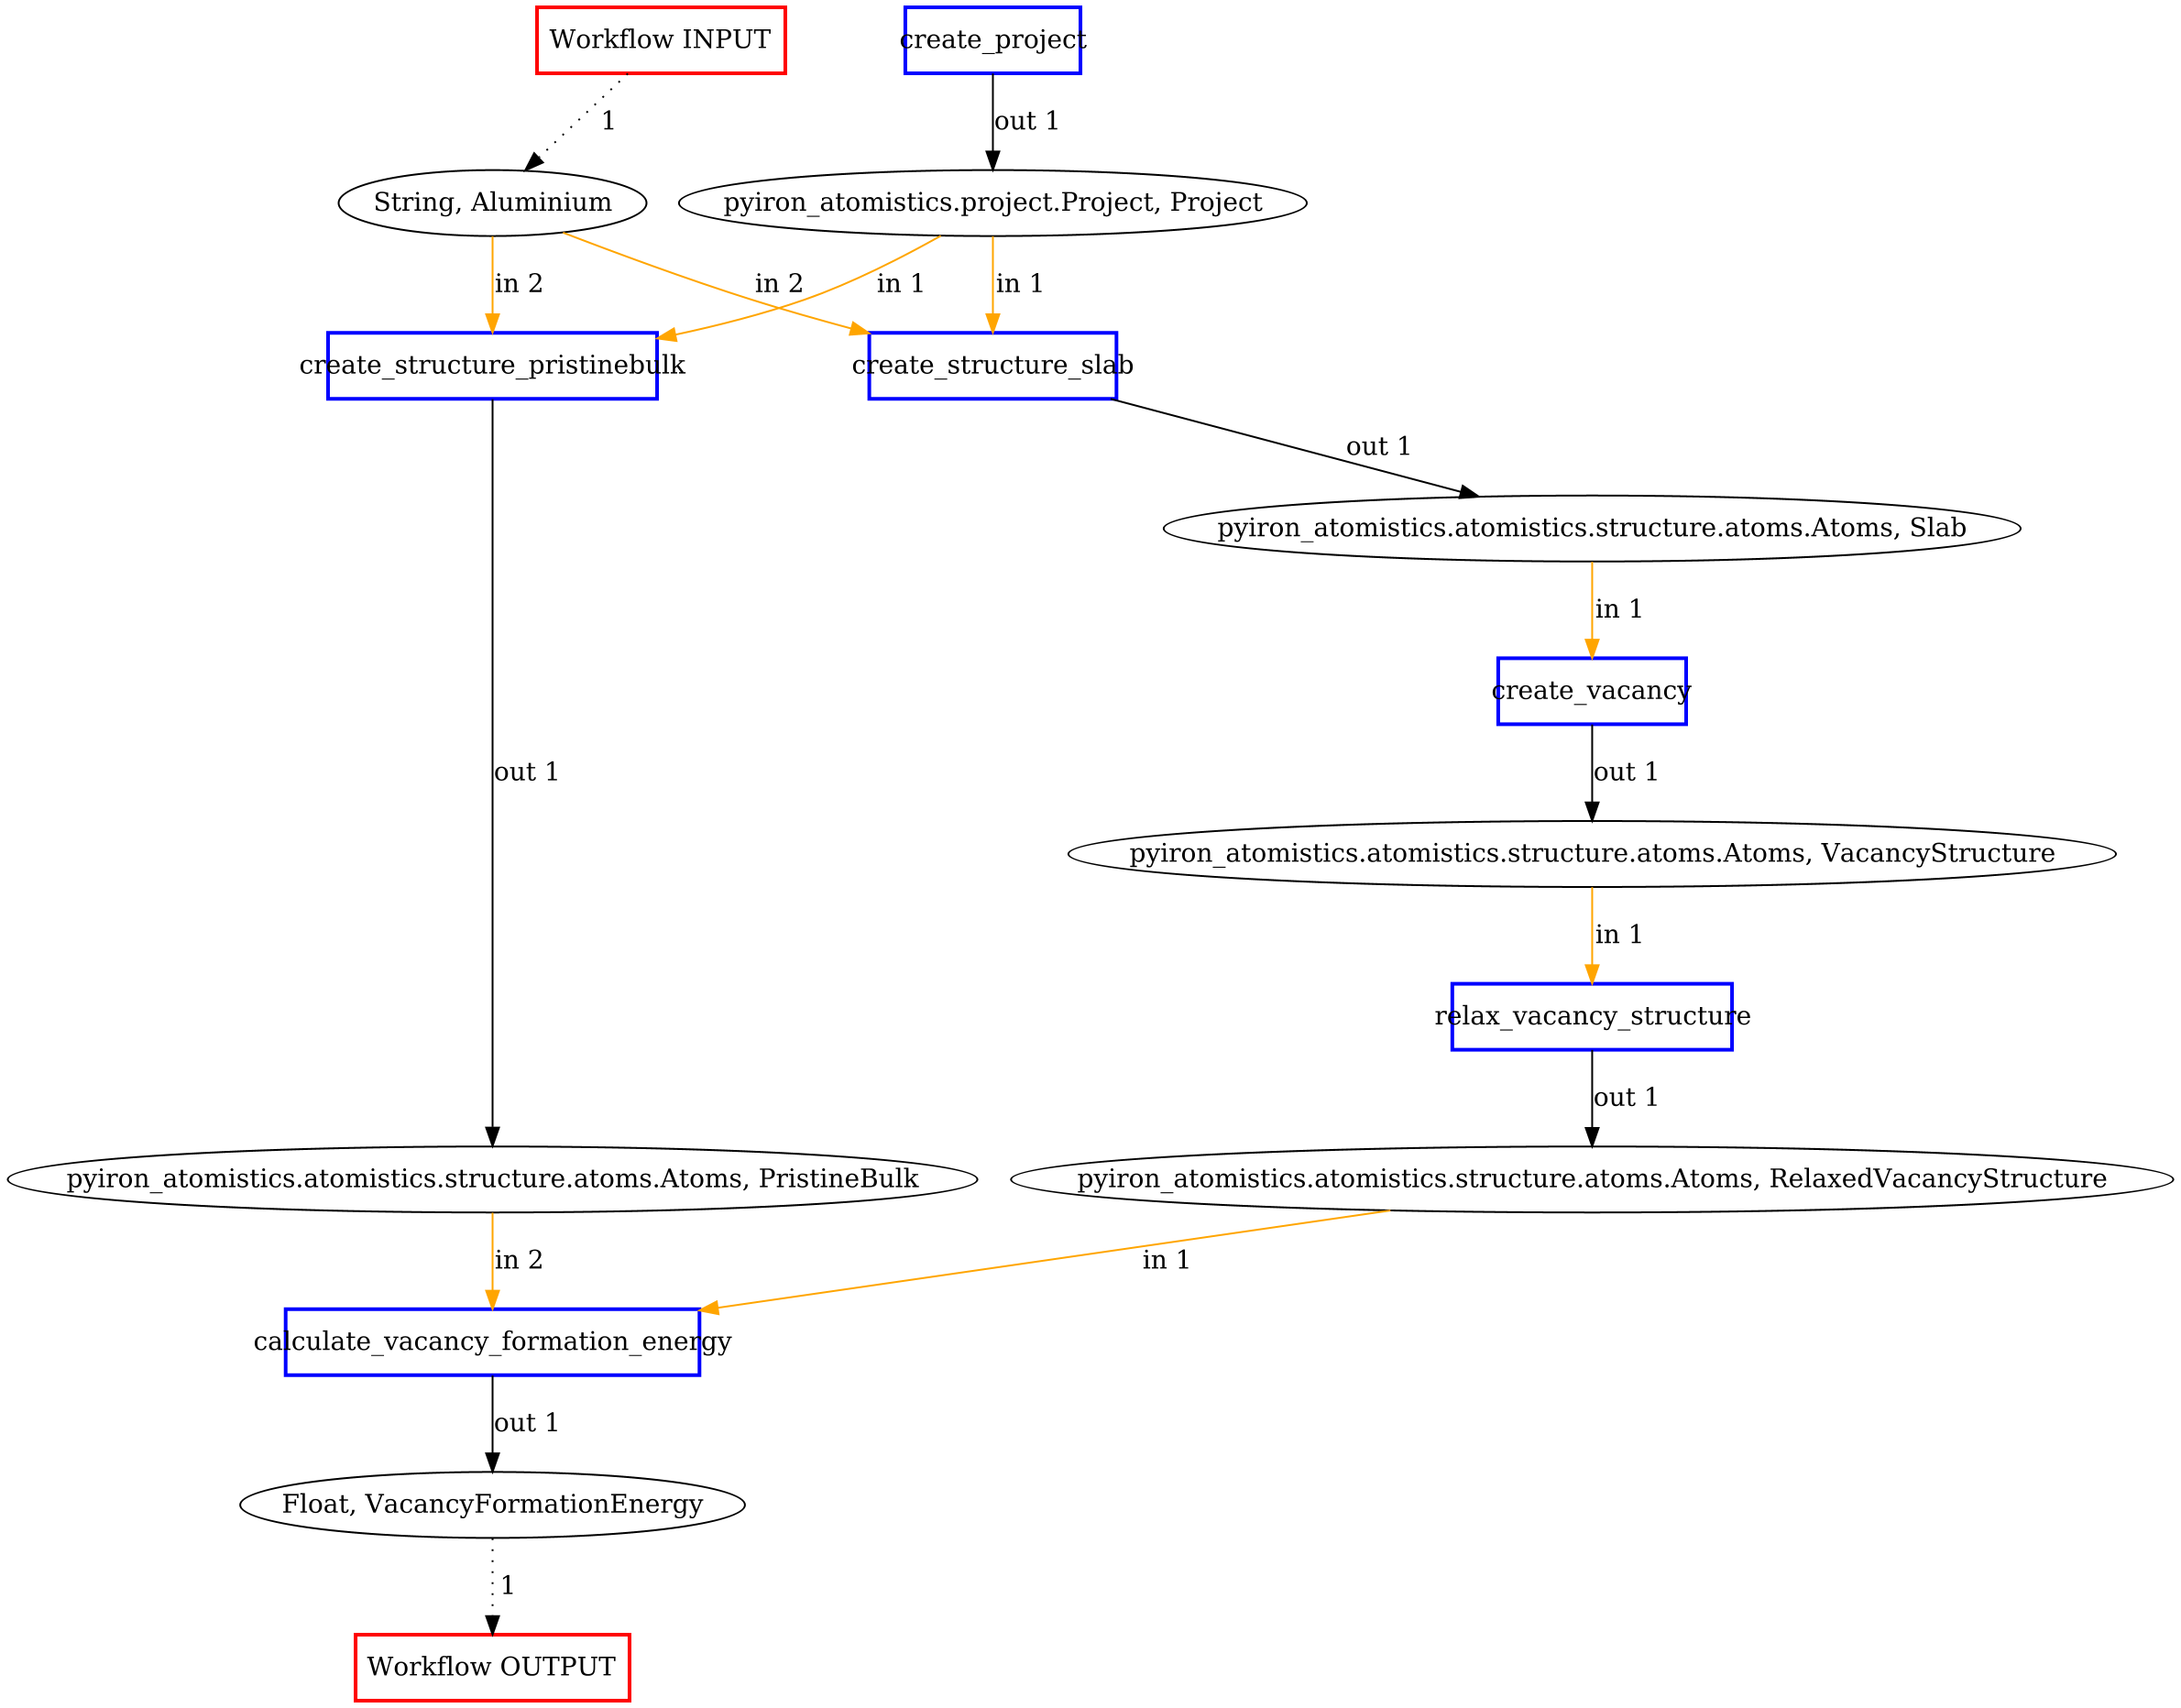 Workflow INPUT
create_project
1
out 1
String, Aluminium
pyiron_atomistics.project.Project, Project
in 2
in 2
in 1
in 1
create_structure_pristinebulk
create_structure_slab
out 1
pyiron_atomistics.atomistics.structure.atoms.Atoms, Slab
in 1
create_vacancy
out 1
out 1
pyiron_atomistics.atomistics.structure.atoms.Atoms, VacancyStructure
in 1
relax_vacancy_structure
out 1
pyiron_atomistics.atomistics.structure.atoms.Atoms, PristineBulk
pyiron_atomistics.atomistics.structure.atoms.Atoms, RelaxedVacancyStructure
in 2
in 1
calculate_vacancy_formation_energy
out 1
Float, VacancyFormationEnergy
1
Workflow OUTPUT